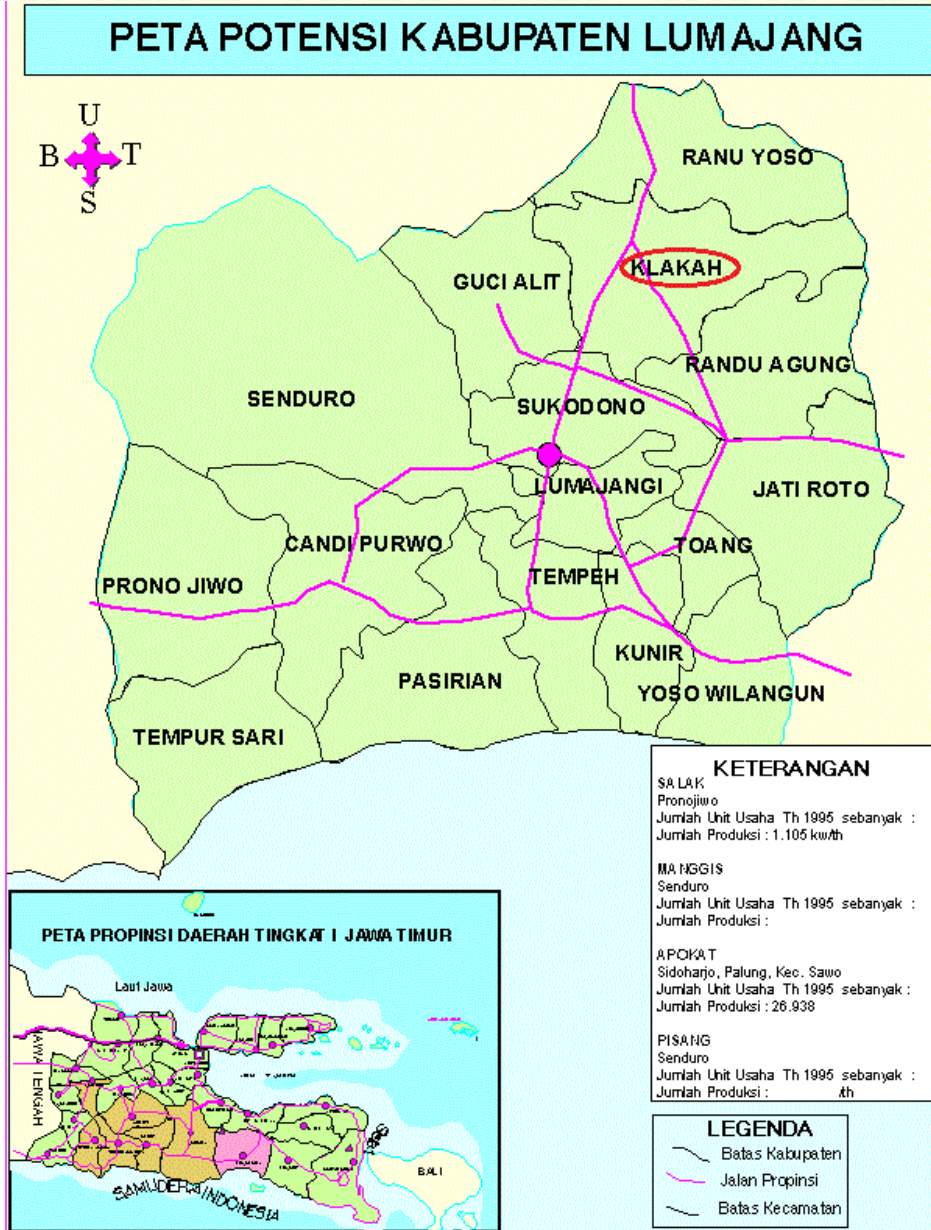 PETA POTENSI KABUPATEN LUMAJANG
U
B T
S
RANU YOSO
KLAKAH
GUCI ALIT
RANDU AGUNG
SENDURO
SUKODONO
LUMAJANGI
JATI ROTO
CANDI PURWO
TOANG
TEMPEH
PRONO JIWO
KUNIR
PASIRIAN
YOSO WILANGUN
TEMPUR SARI
KETERANGAN
SALAK
Pronojiwo
Jumlah Unit Usaha Th 1995 sebanyak :
Jumlah Produksi : 1.105 kw/th
MANGGIS
Senduro
Jumlah Unit Usaha Th 1995 sebanyak :
Jumlah Produksi :
APOKAT
Sidoharjo, Palung, Kec. Sawo
Jumlah Unit Usaha Th 1995 sebanyak :
Jumlah Produksi : 26.938
PISANG
Senduro
Jumlah Unit Usaha Th 1995 sebanyak :
Jumlah Produksi : /th
PETA PROPINSI DAERAH TINGKAT I JAWA TIMUR
Laut Jawa
JAWA TENGAH
BALI
SAMUDERA INDONESIA
LEGENDA
Batas Kabupaten
Jalan Propinsi
Batas Kecamatan